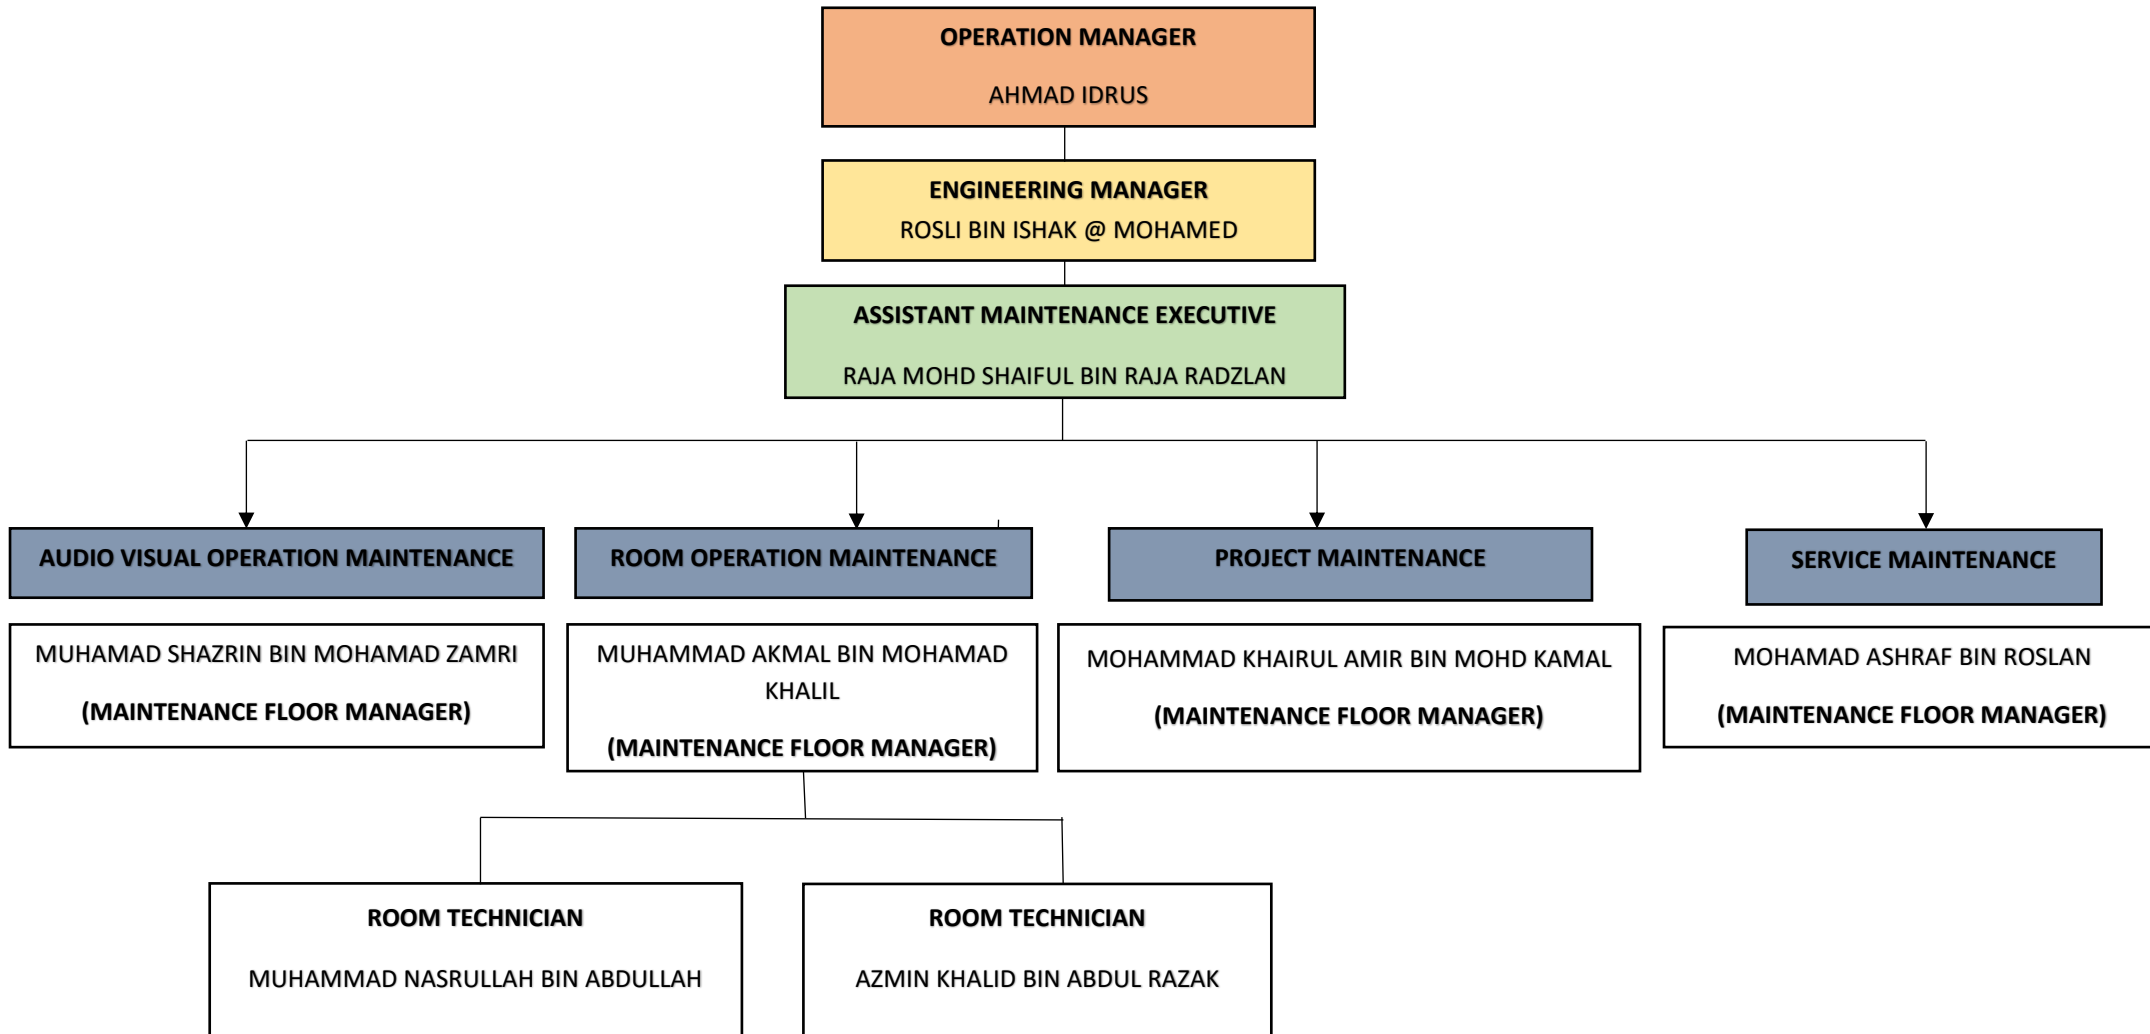 OPERATION MANAGER
AHMAD IDRUS
ENGINEERING MANAGER
ROSLI BIN ISHAK @ MOHAMED
ASSISTANT MAINTENANCE EXECUTIVE
RAJA MOHD SHAIFUL BIN RAJA RADZLAN
AUDIO VISUAL OPERATION MAINTENANCE
MUHAMAD SHAZRIN BIN MOHAMAD ZAMRI
(MAINTENANCE FLOOR MANAGER)
ROOM OPERATION MAINTENANCE
MUHAMMAD AKMAL BIN MOHAMAD
KHALIL
(MAINTENANCE FLOOR MANAGER)
PROJECT MAINTENANCE
MOHAMMAD KHAIRUL AMIR BIN MOHD KAMAL
(MAINTENANCE FLOOR MANAGER)
SERVICE MAINTENANCE
MOHAMAD ASHRAF BIN ROSLAN
(MAINTENANCE FLOOR MANAGER)
ROOM TECHNICIAN
MUHAMMAD NASRULLAH BIN ABDULLAH
ROOM TECHNICIAN
AZMIN KHALID BIN ABDUL RAZAK